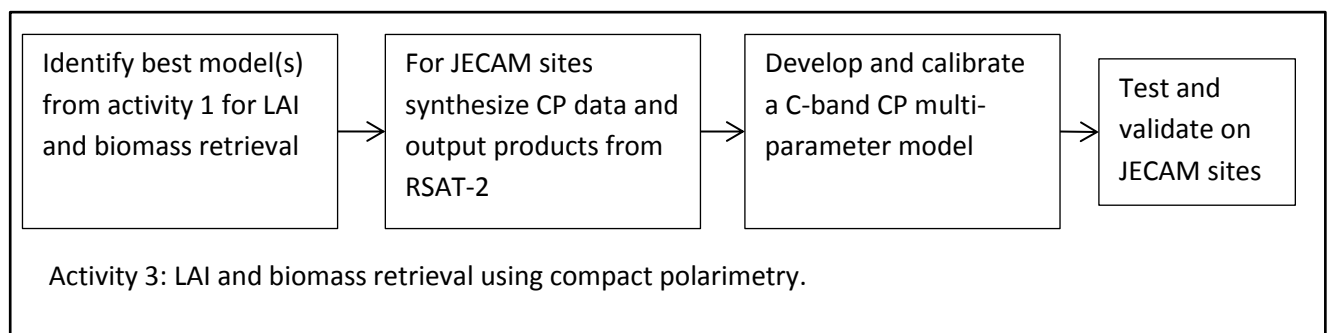 Identify best model(s)
from activity 1 for LAI
and biomass retrieval
For JECAM sites
synthesize CP data and
output products from
RSAT-2
Develop and calibrate
a C-band CP multi-
parameter model
Test and
validate on
JECAM sites
Activity 3: LAI and biomass retrieval using compact polarimetry.